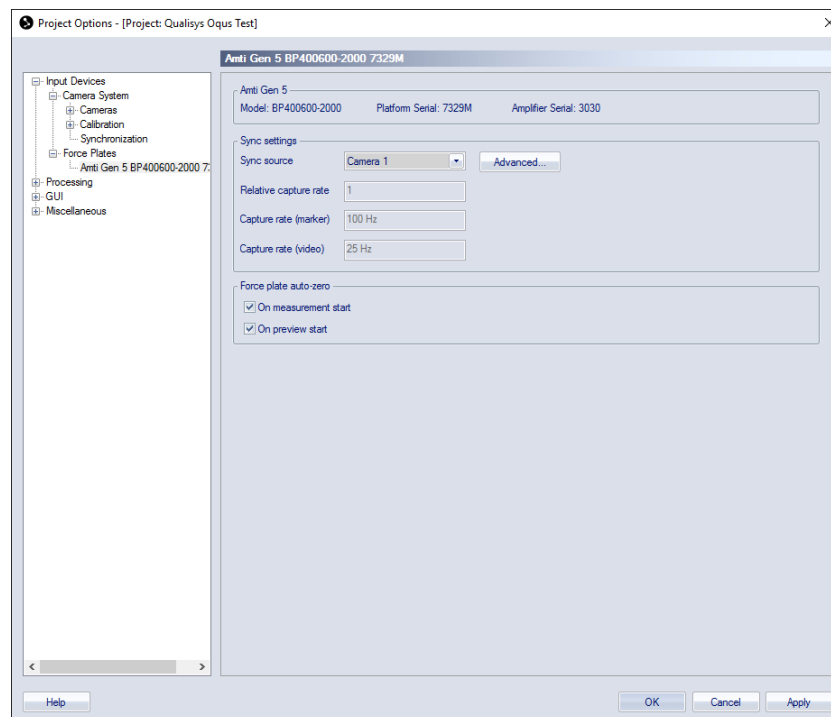 Project Options - [Project: Qualisys Oqus Test]
Amti Gen 5 BP400600-2000 7329M
Input Devices
Camera System
Cameras
Calibration
Synchronization
Force Plates
Amti Gen 5 BP400600-2000 7
Processing
GUI
Miscellaneous
Amti Gen 5
Model: BP400600-2000 Platform Serial: 7329M Amplifier Serial: 3030
Sync settings
Sync source Camera 1 Advanced...
Relative capture rate 1
Capture rate (marker) 100 Hz
Capture rate (video) 25 Hz
Force plate auto-zero
On measurement start
On preview start
Help OK Cancel Apply